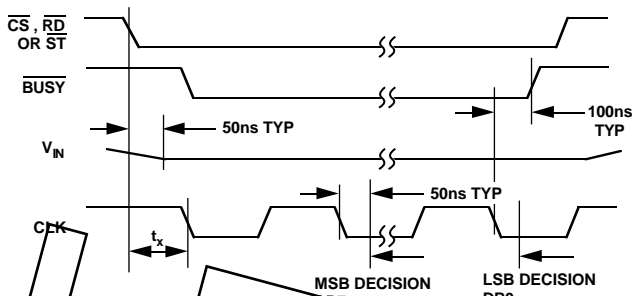 CS, RD
OR ST
BUSY
100ns
TYP
50ns TYP
VIN
50ns TYP
CLK
tx
MSB DECISION
LSB DECISION